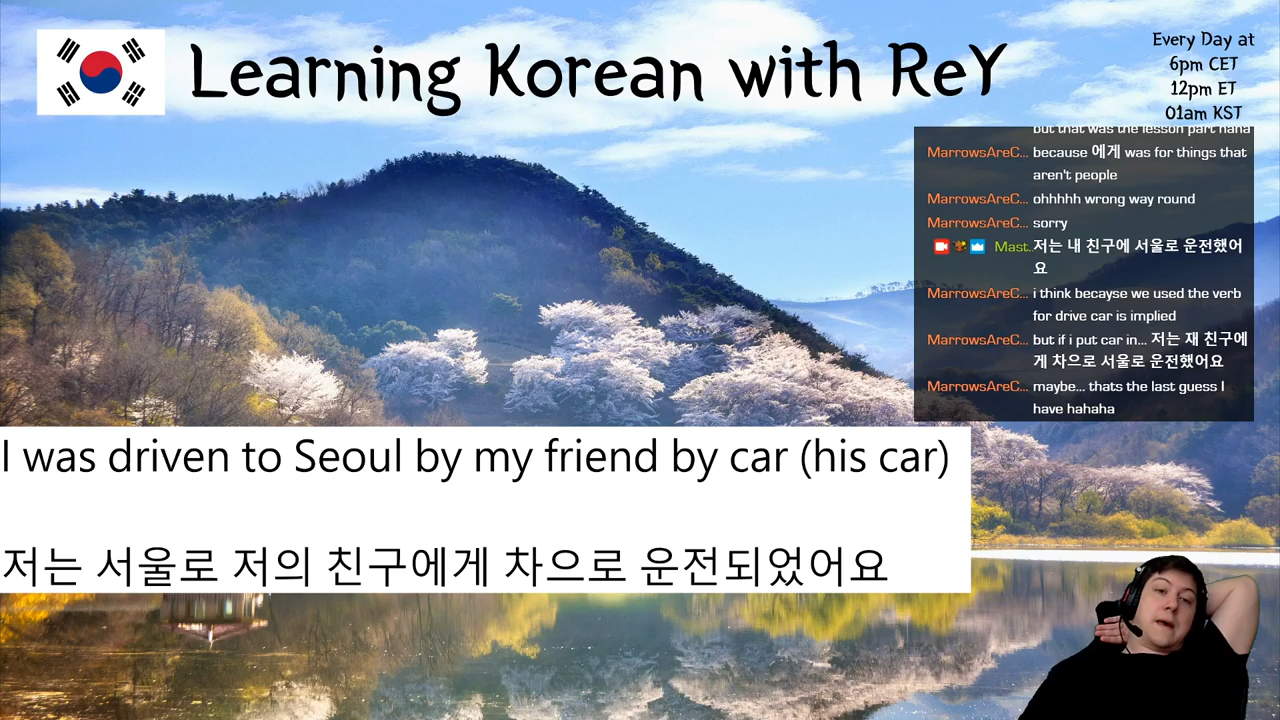 Learning Korean with ReY
Every Day at
6pm CET
12pm ET
01am KST
but that was the lesson part haha
MarrowsAreC... because 에게 was for things that
aren't people
MarrowsAreC... ohhhhh wrong way round
MarrowsAreC... sorry
Mast. 저는 내 친구에 서울로 운전했어
요
MarrowsAreC... i think becayse we used the verb
for drive car is implied
MarrowsAreC... but if i put car in... 저는 재 친구에
게 차으로 서울로 운전했어요
MarrowsAreC... maybe... thats the last guess I
have hahaha
I was driven to Seoul by my friend by car (his car)
저는 서울로 저의 친구에게 차으로 운전되었어요